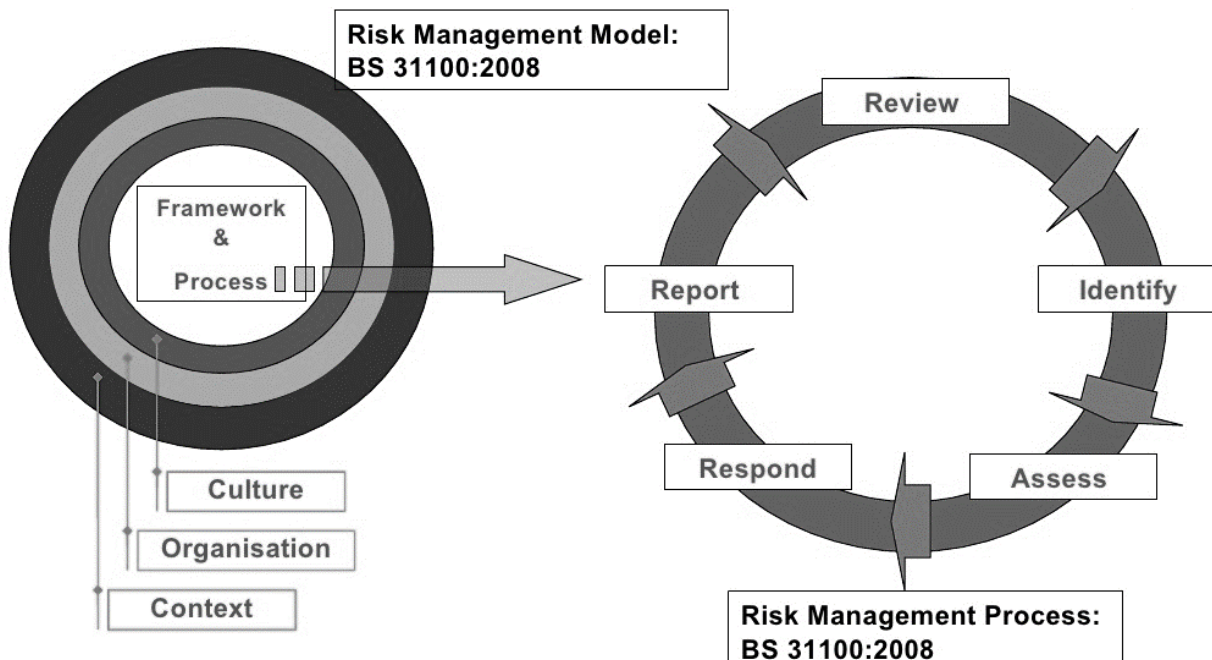 Risk Management Model:
BS 31100:2008
Framework
&
Process
Culture
Organisation
Context
Review
Identify
Assess
Respond
Report
Risk Management Process:
BS 31100:2008